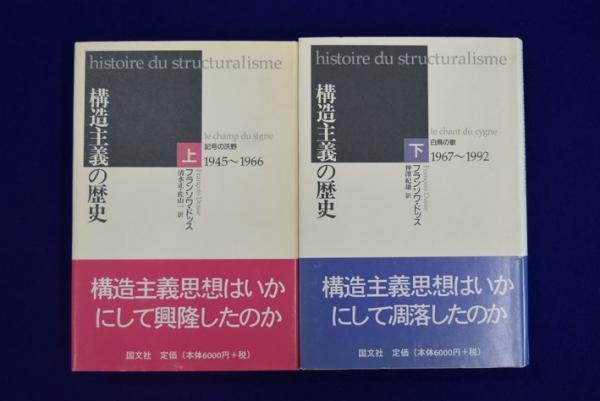 histoire du structuralisme
構造主義の歴史
le champ du signe
上
記号の沃野
1945〜1966
François Dosse
フランソワ・ドッス
清水正・佐山一 訳
構造主義思想はいか
にして興隆したのか
国文社 定価（本体6000円+税）
histoire du structuralisme
構造主義の歴史
le chant du cygne
下
白鳥の歌
1967〜1992
François Dosse
フランソワ・ドッス
仲澤紀雄 訳
構造主義思想はいか
にして凋落したのか
国文社 定価（本体6000円+税）